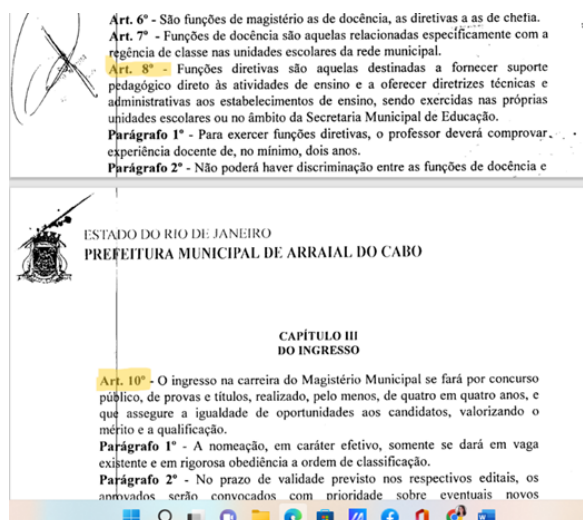 Art. 6º - São funções de magistério as de docência, as diretivas a as de chefia.
Art. 7º - Funções de docência são aquelas relacionadas especificamente com a
regência de classe nas unidades escolares da rede municipal.
Art. 8º - Funções diretivas são aquelas destinadas a fornecer suporte
pedagógico direto às atividades de ensino e a oferecer diretrizes técnicas e
administrativas aos estabelecimentos de ensino, sendo exercidas nas próprias
unidades escolares ou no âmbito da Secretaria Municipal de Educação.
Parágrafo 1º - Para exercer funções diretivas, o professor deverá comprovar
experiência docente de, no mínimo, dois anos.
Parágrafo 2º - Não poderá haver discriminação entre as funções de docência e
ESTADO DO RIO DE JANEIRO
PREFEITURA MUNICIPAL DE ARRAIAL DO CABO
CAPÍTULO III
DO INGRESSO
Art. 10º - O ingresso na carreira do Magistério Municipal se fará por concurso
público, de provas e títulos, realizado, pelo menos, de quatro em quatro anos, e
que assegure a igualdade de oportunidades aos candidatos, valorizando o
mérito e a qualificação.
Parágrafo 1º - A nomeação, em caráter efetivo, somente se dará em vaga
existente e em rigorosa obediência a ordem de classificação.
Parágrafo 2º - No prazo de validade previsto nos respectivos editais, os
aprovados serão convocados com prioridade sobre eventuais novos